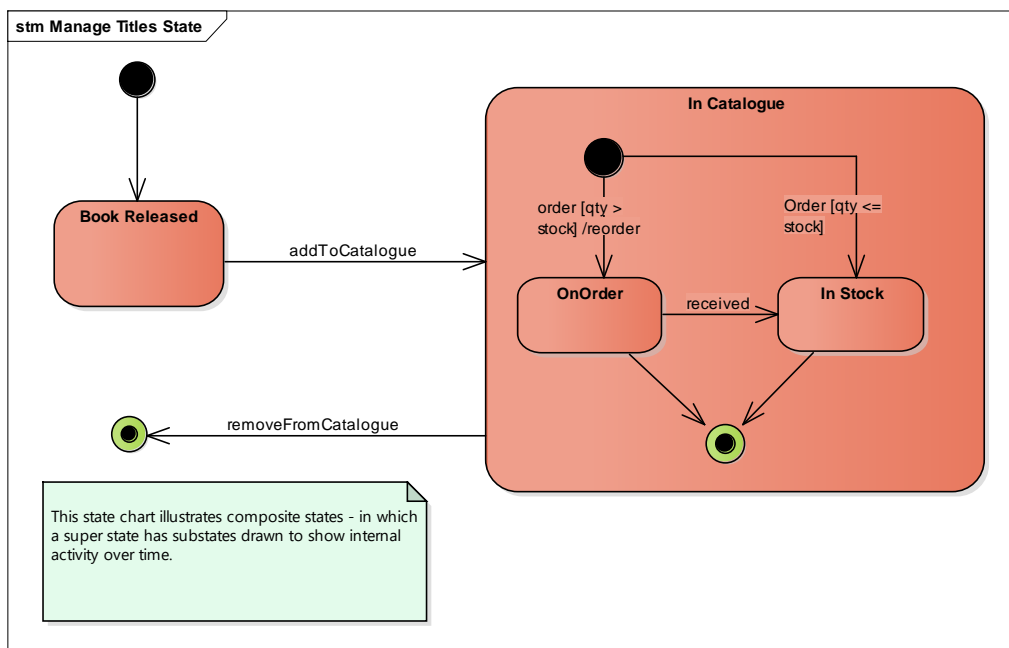 stm Manage Titles State
In Catalogue
order [qty >
stock] /reorder
Order [qty <=
stock]
Book Released
addToCatalogue
OnOrder
received
In Stock
removeFromCatalogue
This state chart illustrates composite states - in which
a super state has substates drawn to show internal
activity over time.